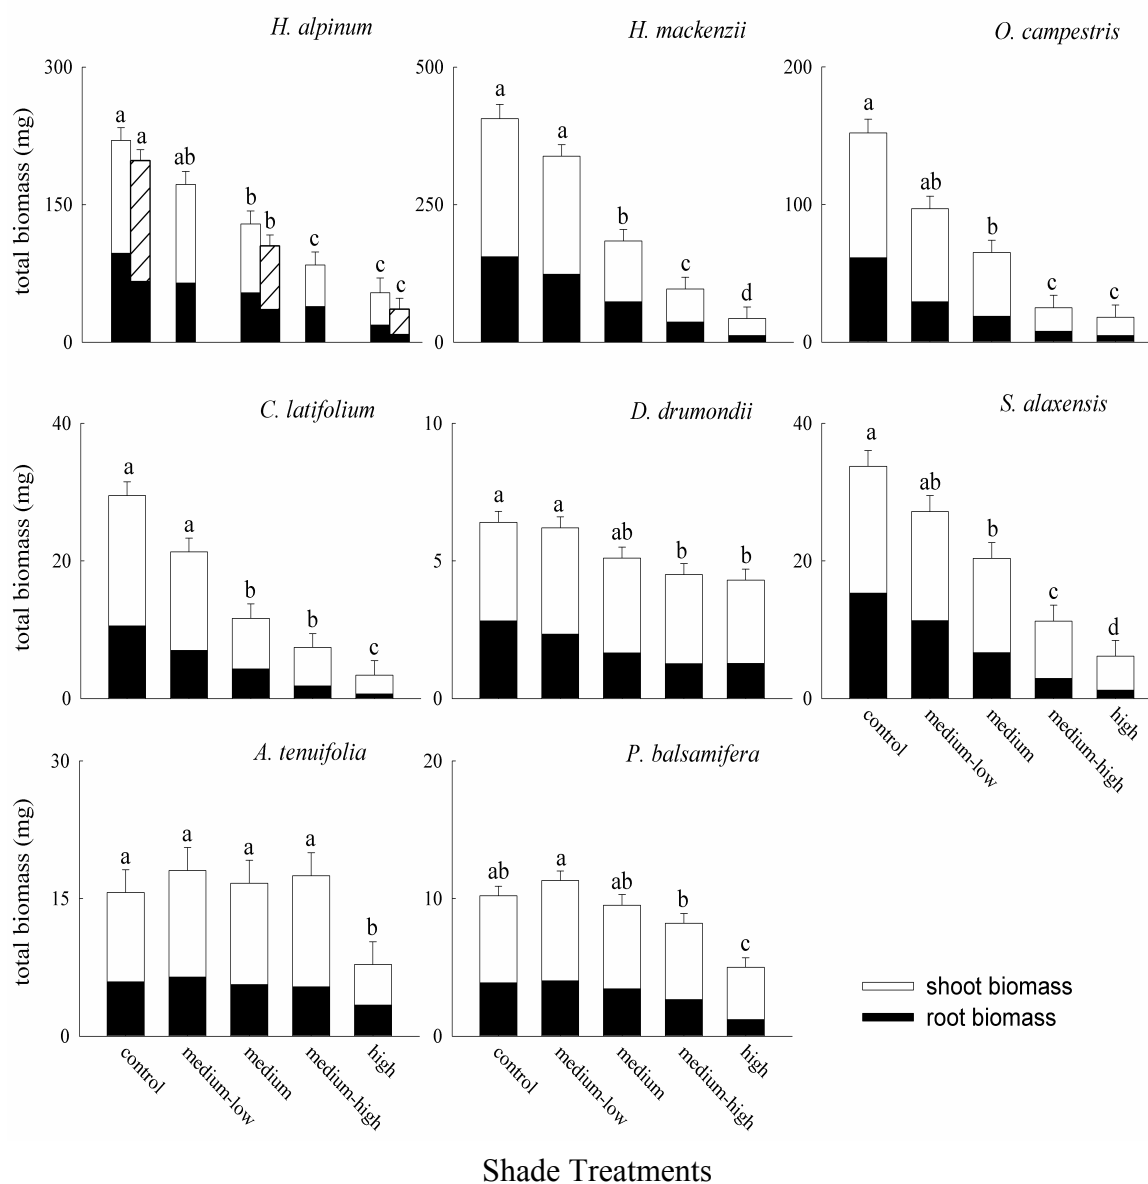 H. alpinum
H. mackenzii
O. campestris
300
150
0
total biomass (mg)
a
a
ab
b
b
c
c
c
500
250
0
a
a
b
c
d
200
100
0
a
ab
b
c
c
C. latifolium
D. drumondii
S. alaxensis
40
20
0
total biomass (mg)
a
a
b
b
c
10
5
0
a
a
ab
b
b
40
20
0
a
ab
b
c
d
control
medium-low
medium
medium-high
high
A. tenuifolia
P. balsamifera
30
15
0
total biomass (mg)
a
a
a
a
b
control
medium-low
medium
medium-high
high
20
10
0
ab
a
ab
b
c
control
medium-low
medium
medium-high
high
shoot biomass
root biomass
Shade Treatments